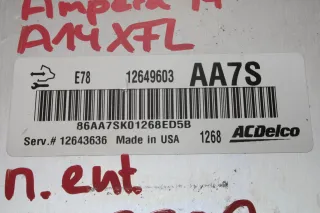 Ampera 14
A14XFL
E78 12649603 AA7S
86AA7SK01268ED5B
Serv.# 12643636 Made in USA 1268 ACDelco
n. ent.